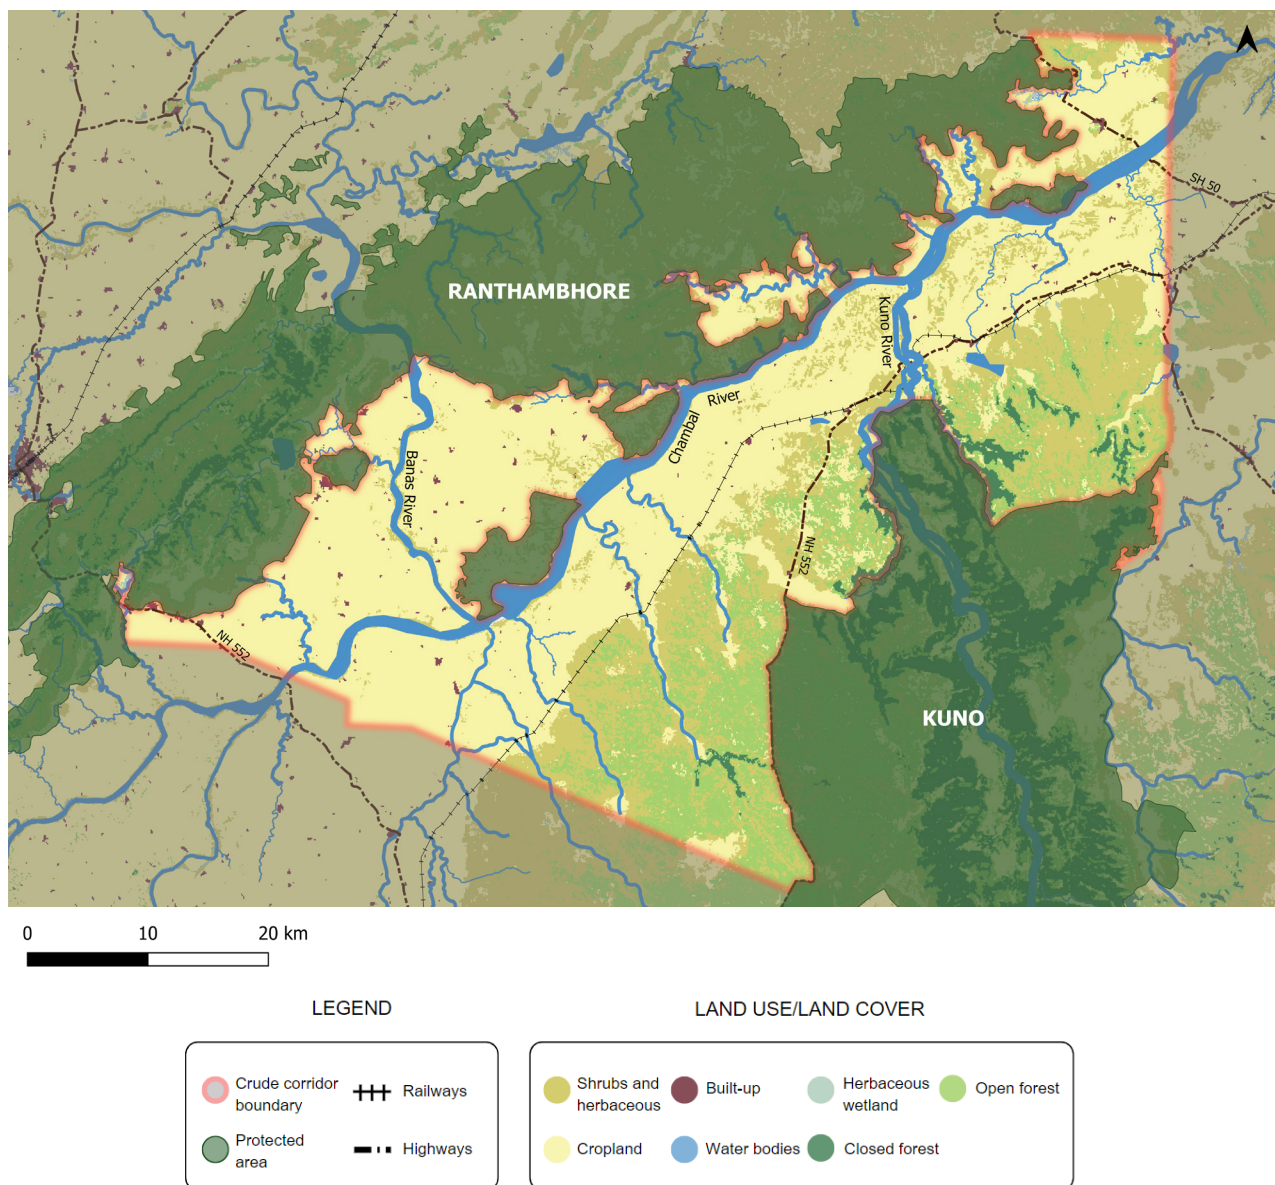 SH 50
RANTHAMBHORE
Kuno River
Chambal River
Banas River
NH 552
NH 552
KUNO
0 10 20 km
LEGEND
Crude corridor
boundary
Railways
Protected
area
Highways
LAND USE/LAND COVER
Shrubs and
herbaceous
Built-up
Herbaceous
wetland
Open forest
Cropland
Water bodies
Closed forest